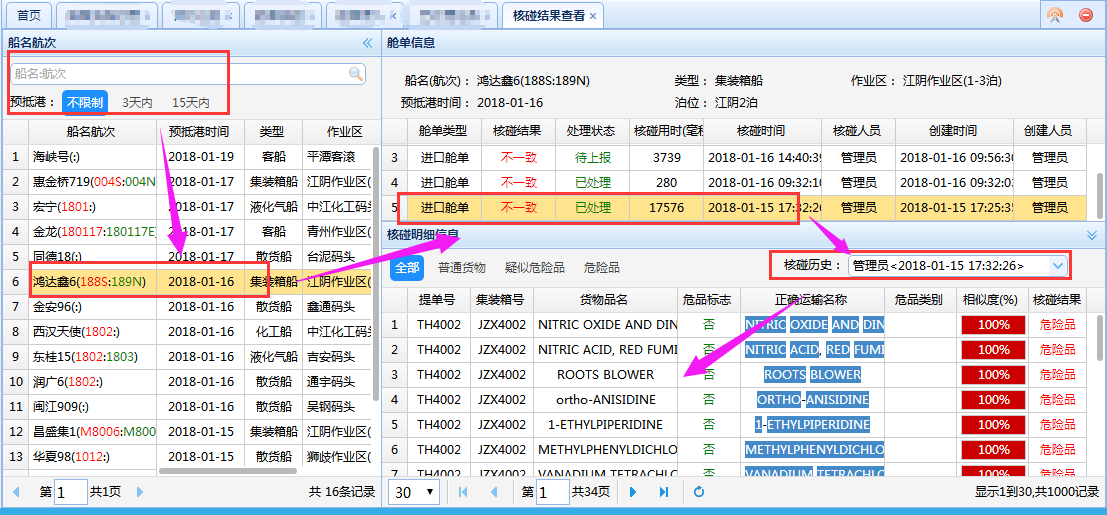 首页
核碰结果查看
船名航次
船名:航次
预抵港： 不限制 3天内 15天内
船名航次 预抵港时间 类型 作业区
1 海峡号(:) 2018-01-19 客船 平潭客滚
2 惠金桥719(004S:004N 2018-01-17 集装箱船 江阴作业区(
3 宏宁(1801:) 2018-01-17 液化气船 中江化工码头
4 金龙(180117:180117E) 2018-01-17 客船 青州作业区
5 同德18(:) 2018-01-17 散货船 台泥码头
6 鸿达鑫6(188S:189N) 2018-01-16 集装箱船 江阴作业区(
7 金安96(:) 2018-01-16 散货船 鑫通码头
8 西汉天使(1802:) 2018-01-16 化工船 中江化工码头
9 东桂15(1802:1803) 2018-01-16 液化气船 吉安码头
10 润广6(1802:) 2018-01-16 散货船 通宇码头
11 闽江909(:) 2018-01-16 散货船 吴钢码头
12 昌盛集1(M8006:M800 2018-01-15 集装箱船 江阴作业区(
13 华夏98(1012:) 2018-01-15 散货船 狮歧作业区(
第 1 共1页 共 16条记录
舱单信息
船名(航次)： 鸿达鑫6(188S:189N) 类型： 集装箱船 作业区： 江阴作业区(1-3泊)
预抵港时间： 2018-01-16 泊位： 江阴2泊
舱单类型 核碰结果 处理状态 核碰用时(毫秒 核碰时间 核碰人员 创建时间 创建人员
3 进口舱单 不一致 待上报 3739 2018-01-16 14:40:39 管理员 2018-01-16 09:56:30 管理员
4 进口舱单 不一致 已处理 280 2018-01-16 09:32:10 管理员 2018-01-16 09:32:03 管理员
5 进口舱单 不一致 已处理 17576 2018-01-15 17:32:26 管理员 2018-01-15 17:25:35 管理员
核碰明细信息
全部 普通货物 疑似危险品 危险品 核碰历史： 管理员<2018-01-15 17:32:26>
提单号 集装箱号 货物品名 危品标志 正确运输名称 危品类别 相似度(%) 核碰结果
1 TH4002 JZX4002 NITRIC OXIDE AND DIN 否 NITRIC OXIDE AND DIN 100% 危险品
2 TH4002 JZX4002 NITRIC ACID, RED FUMI 否 NITRIC ACID, RED FUMI 100% 危险品
3 TH4002 JZX4002 ROOTS BLOWER 否 ROOTS BLOWER 100% 危险品
4 TH4002 JZX4002 ortho-ANISIDINE 否 ORTHO-ANISIDINE 100% 危险品
5 TH4002 JZX4002 1-ETHYLPIPERIDINE 否 1-ETHYLPIPERIDINE 100% 危险品
6 TH4002 JZX4002 METHYLPHENYLDICHLO 否 METHYLPHENYLDICHLO 100% 危险品
7 TH4002 JZX4002 VANADIUM TETRACHL 否 VANADIUM TETRACHL 100% 危险品
30 第 1 共34页 显示1到30,共1000记录